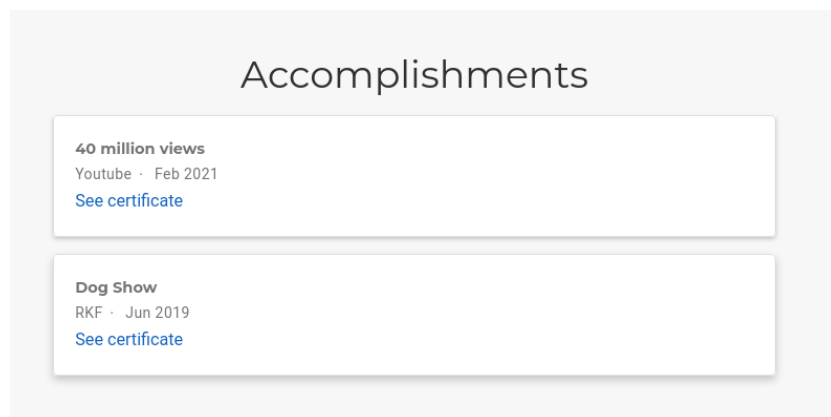 Accomplishments
40 million views
Youtube · Feb 2021
See certificate
Dog Show
RKF · Jun 2019
See certificate